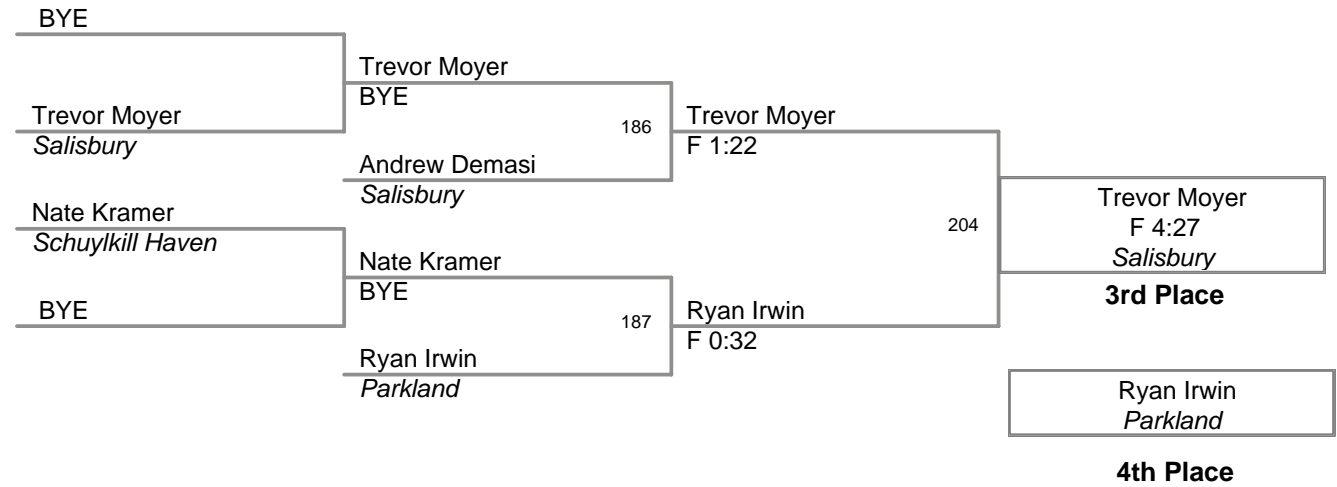 BYE
Trevor Moyer
Salisbury
Nate Kramer
Schuylkill Haven
BYE
Trevor Moyer
BYE
186
Andrew Demasi
Salisbury
Nate Kramer
BYE
187
Ryan Irwin
Parkland
Trevor Moyer
F 1:22
204
Ryan Irwin
F 0:32
Trevor Moyer
F 4:27
Salisbury
3rd Place
Ryan Irwin
Parkland
4th Place